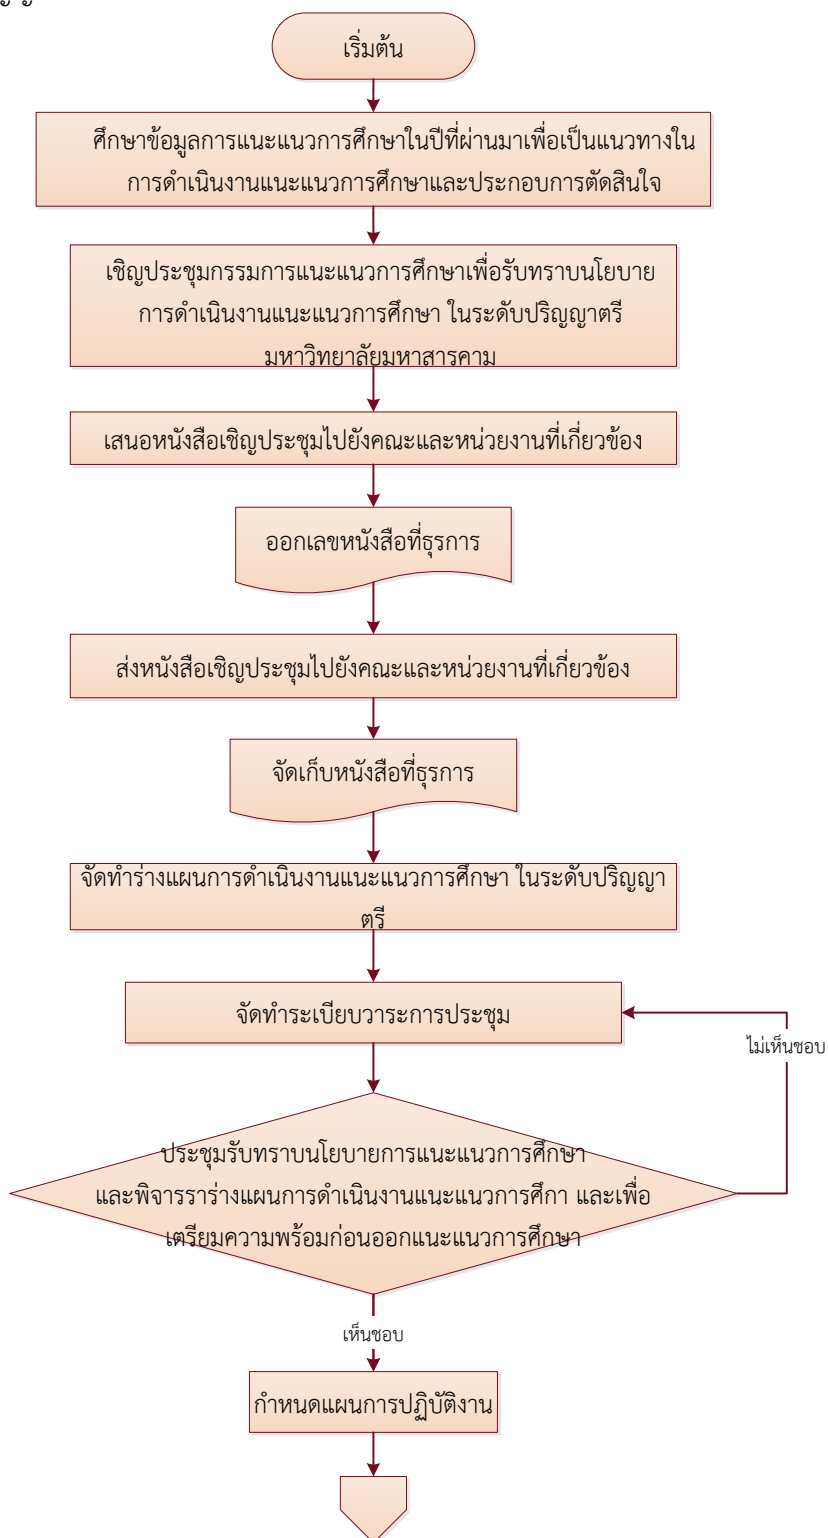 เริ่มต้น
ศึกษาข้อมูลการแนะแนวการศึกษาในปีที่ผ่านมาเพื่อเป็นแนวทางใน
การดำเนินงานแนะแนวการศึกษาและประกอบการตัดสินใจ
เชิญประชุมกรรมการแนะแนวการศึกษาเพื่อรับทราบนโยบาย
การดำเนินงานแนะแนวการศึกษา ในระดับปริญญาตรี
มหาวิทยาลัยมหาสารคาม
เสนอหนังสือเชิญประชุมไปยังคณะและหน่วยงานที่เกี่ยวข้อง
ออกเลขหนังสือที่ธุรการ
ส่งหนังสือเชิญประชุมไปยังคณะและหน่วยงานที่เกี่ยวข้อง
จัดเก็บหนังสือที่ธุรการ
จัดทำร่างแผนการดำเนินงานแนะแนวการศึกษา ในระดับปริญญา
ตรี
จัดทำระเบียบวาระการประชุม
ไม่เห็นชอบ
ประชุมรับทราบนโยบายการแนะแนวการศึกษา
และพิจารราร่างแผนการดำเนินงานแนะแนวการศึกา และเพื่อ
เตรียมความพร้อมก่อนออกแนะแนวการศึกษา
เห็นชอบ
กำหนดแผนการปฏิบัติงาน